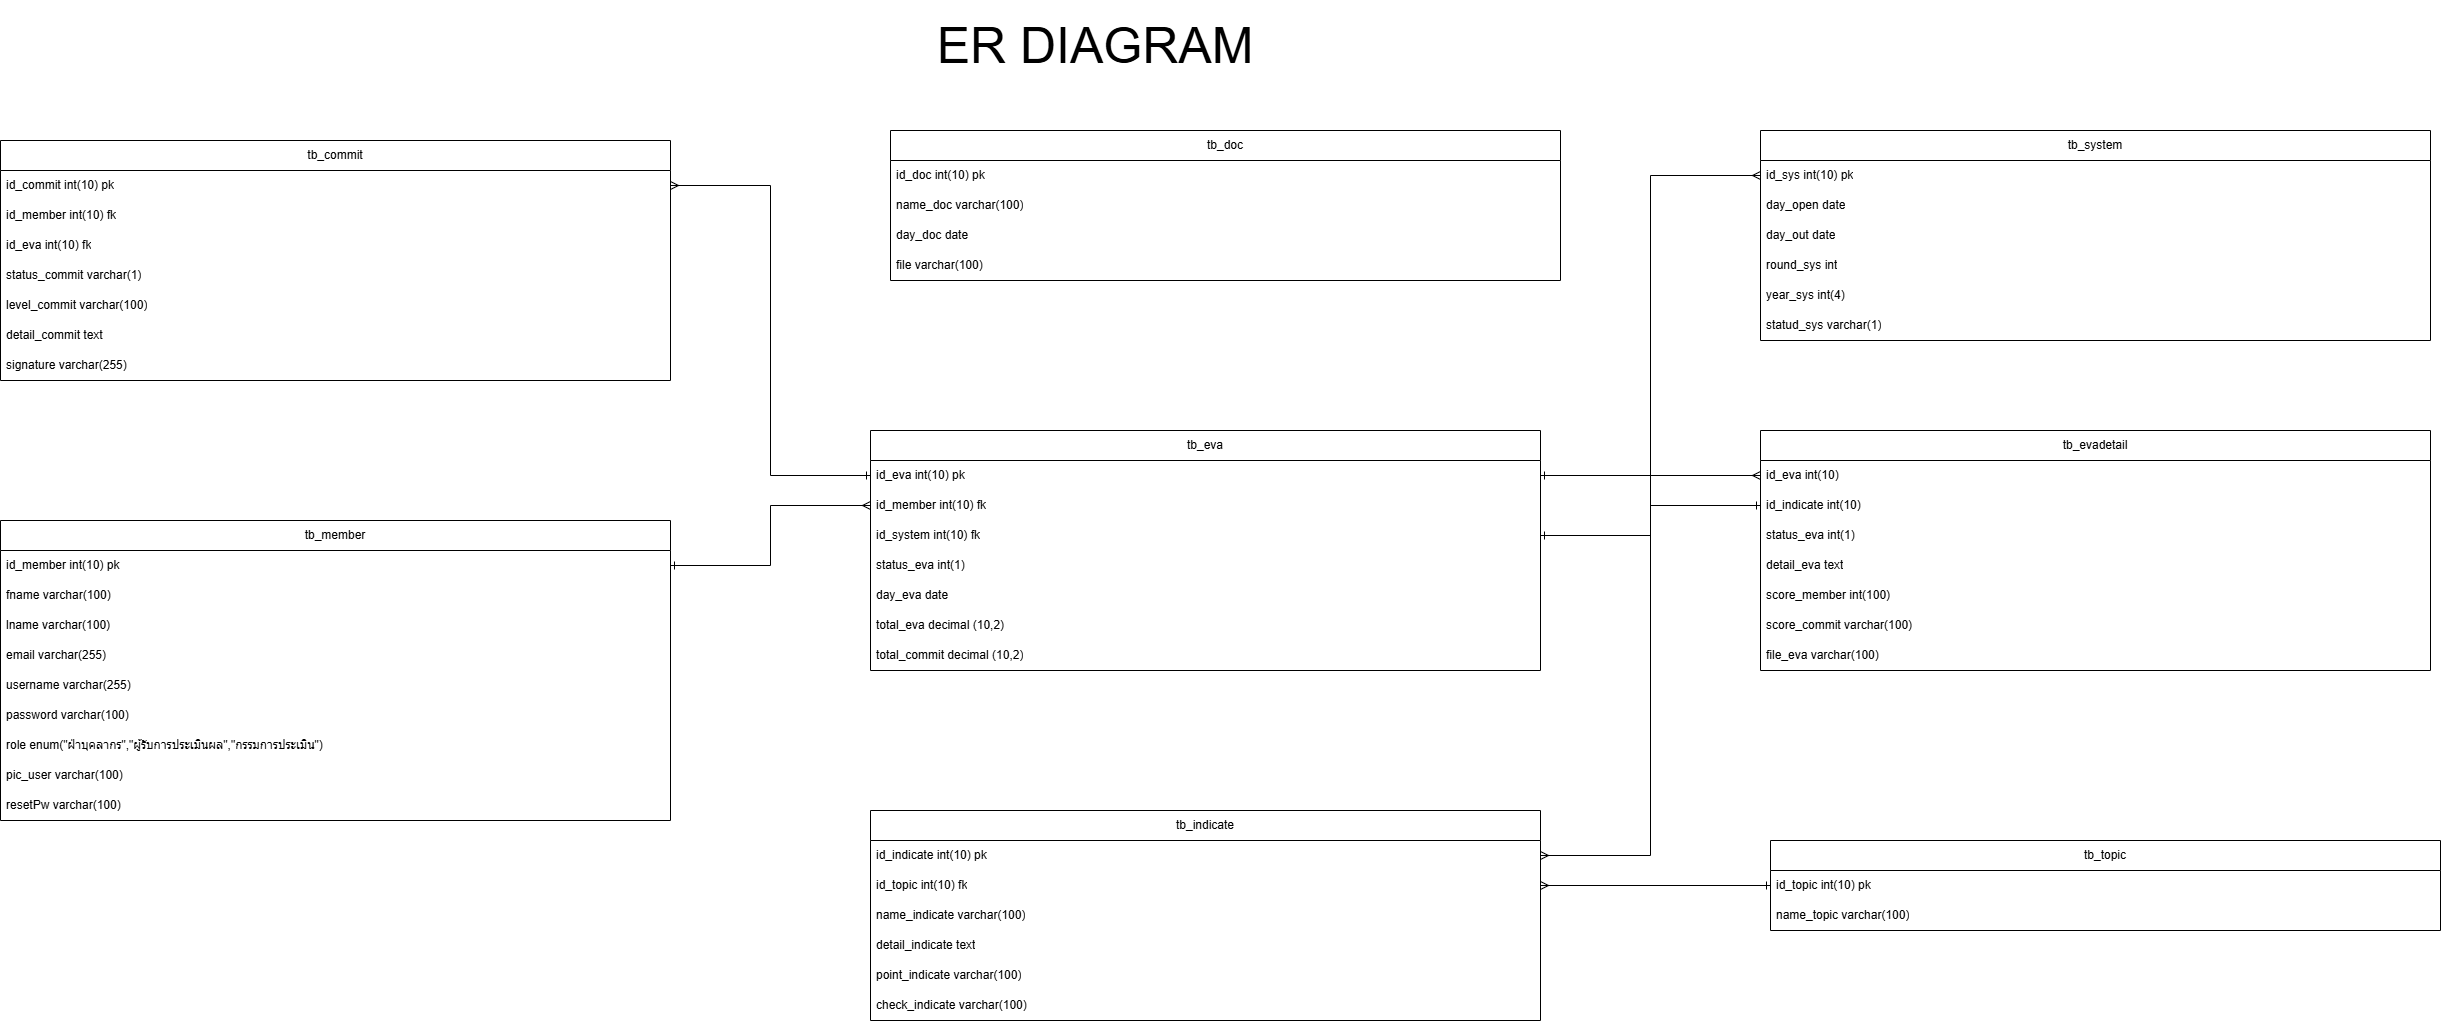 ER DIAGRAM
tb_commit
id_commit int(10) pk
id_member int(10) fk
id_eva int(10) fk
status_commit varchar(1)
level_commit varchar(100)
detail_commit text
signature varchar(255)
tb_doc
id_doc int(10) pk
name_doc varchar(100)
day_doc date
file varchar(100)
tb_system
id_sys int(10) pk
day_open date
day_out date
round_sys int
year_sys int(4)
statud_sys varchar(1)
tb_member
id_member int(10) pk
fname varchar(100)
lname varchar(100)
email varchar(255)
username varchar(255)
password varchar(100)
role enum("ฝ่าบุคลากร","ผู้รับการประเมินผล","กรรมการประเมิน")
pic_user varchar(100)
resetPw varchar(100)
tb_eva
id_eva int(10) pk
id_member int(10) fk
id_system int(10) fk
status_eva int(1)
day_eva date
total_eva decimal (10,2)
total_commit decimal (10,2)
tb_evadetail
id_eva int(10)
id_indicate int(10)
status_eva int(1)
detail_eva text
score_member int(100)
score_commit varchar(100)
file_eva varchar(100)
tb_indicate
id_indicate int(10) pk
id_topic int(10) fk
name_indicate varchar(100)
detail_indicate text
point_indicate varchar(100)
check_indicate varchar(100)
tb_topic
id_topic int(10) pk
name_topic varchar(100)